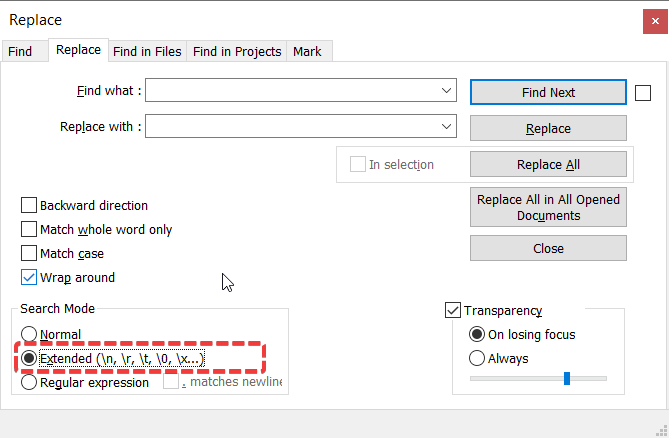 Replace
Find
Replace
Find in Files
Find in Projects
Mark
Find what :
Find Next
Replace with :
Replace
In selection
Replace All
Replace All in All Opened
Documents
Close
Backward direction
Match whole word only
Match case
Wrap around
Search Mode
Normal
Extended (\n, \r, \t, \0, \x...)
Regular expression
. matches newline
Transparency
On losing focus
Always